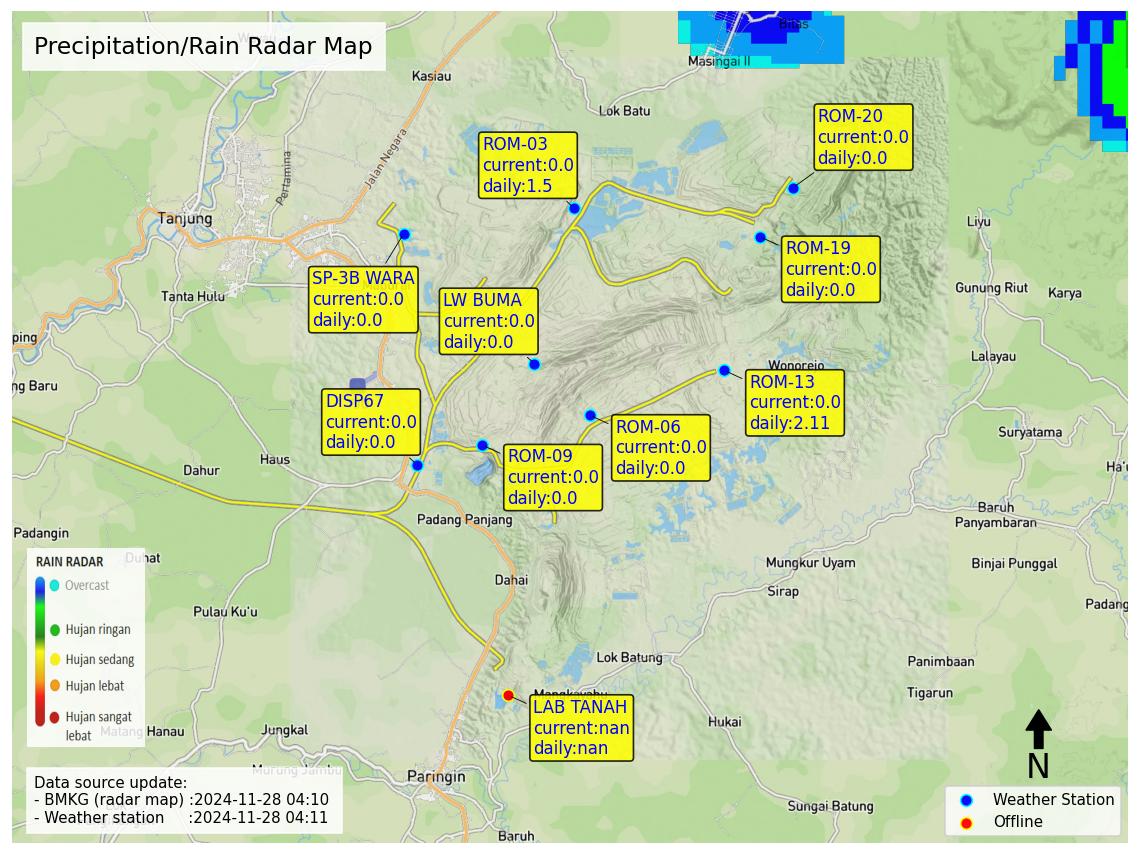 Precipitation/Rain Radar Map
Bilas
Masingai II
Kasiau
Lok Batu
Jalan Negara
Pertamina
Tanjung
Tanta Hulu
ROM-03
current:0.0
daily:1.5
ROM-20
current:0.0
daily:0.0
ROM-19
current:0.0
daily:0.0
SP-3B WARA
current:0.0
daily:0.0
LW BUMA
current:0.0
daily:0.0
Liyu
Gunung Riut
Karya
Lalayau
ping
ng Baru
Wonorejo
ROM-13
current:0.0
daily:2.11
DISP67
current:0.0
daily:0.0
ROM-06
current:0.0
daily:0.0
ROM-09
current:0.0
daily:0.0
Suryatama
Ha'u
Haus
Dahur
Padang Panjang
Baruh
Panyambaran
Padangin
Duhat
Dahai
Mungkur Uyam
Binjai Punggal
Sirap
Padang
Pulau Ku'u
RAIN RADAR
Overcast
Hujan ringan
Hujan sedang
Hujan lebat
Hujan sangat
lebat
Lok Batung
Panimbaan
Tigarun
Mangkayahu
LAB TANAH
current:nan
daily:nan
Hukai
Matang Hanau
Jungkal
Murung Jambu
Paringin
Sungai Batung
Baruh
Data source update:
- BMKG (radar map) :2024-11-28 04:10
- Weather station :2024-11-28 04:11
N
Weather Station
Offline